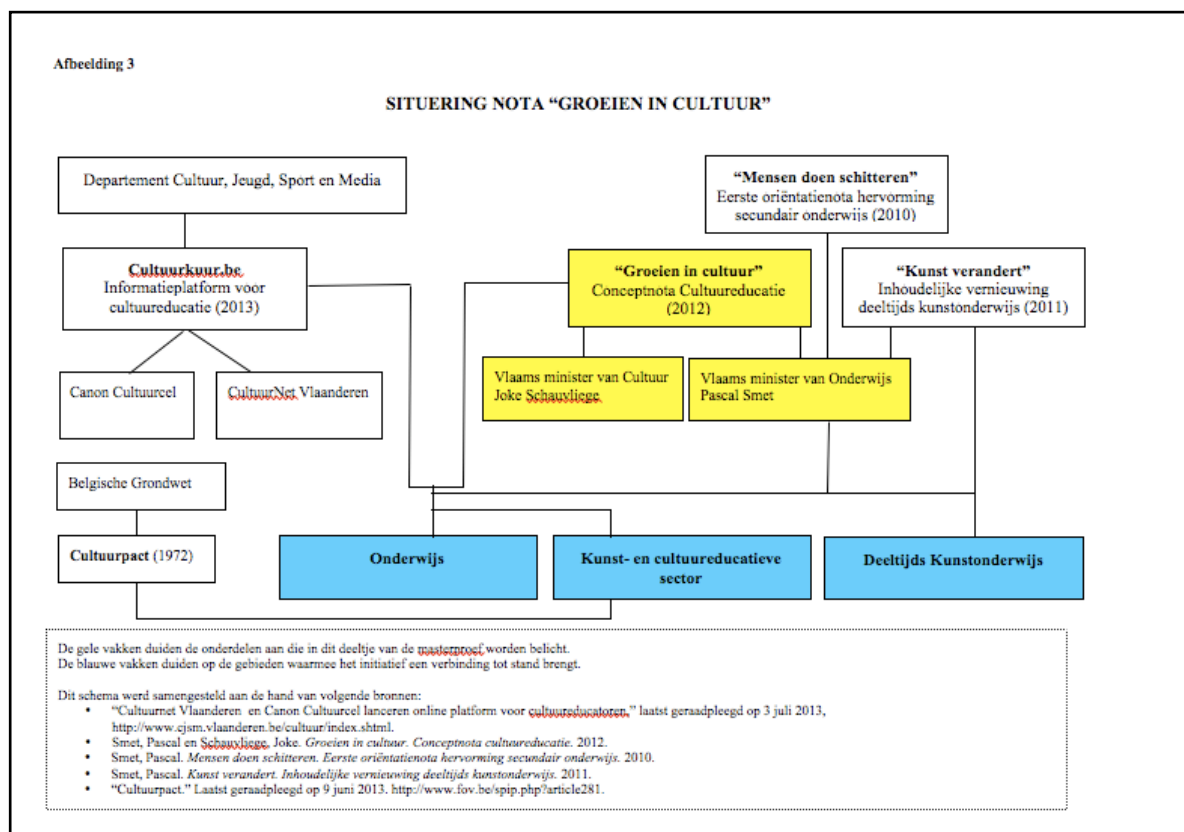 Afbeelding 3
SITUERING NOTA “GROEIEN IN CULTUUR”
Departement Cultuur, Jeugd, Sport en Media
“Mensen doen schitteren”
Eerste oriëntatienota hervorming
secundair onderwijs (2010)
Cultuurkuur.be
Informatieplatform voor
cultuureducatie (2013)
“Groeien in cultuur”
Conceptnota Cultuureducatie
(2012)
“Kunst verandert”
Inhoudelijke vernieuwing
deeltijds kunstonderwijs (2011)
Canon Cultuurcel
CultuurNet Vlaanderen
Vlaams minister van Cultuur
Joke Schauvliege
Vlaams minister van Onderwijs
Pascal Smet
Belgische Grondwet
Cultuurpact (1972)
Onderwijs
Kunst- en cultuureducatieve
sector
Deeltijds Kunstonderwijs
De gele vakken duiden de onderdelen aan die in dit deeltje van de masterproef worden belicht.
De blauwe vakken duiden op de gebieden waarmee het initiatief een verbinding tot stand brengt.
Dit schema werd samengesteld aan de hand van volgende bronnen:
• “Cultuurnet Vlaanderen en Canon Cultuurcel lanceren online platform voor cultuureducatoren,” laatst geraadpleegd op 3 juli 2013,
http://www.cjsm.vlaanderen.be/cultuur/index.shtml.
• Smet, Pascal en Schauvliege, Joke. Groeien in cultuur. Conceptnota cultuureducatie. 2012.
• Smet, Pascal. Mensen doen schitteren. Eerste oriëntatienota hervorming secundair onderwijs. 2010.
• Smet, Pascal. Kunst verandert. Inhoudelijke vernieuwing deeltijds kunstonderwijs. 2011.
• “Cultuurpact.” Laatst geraadpleegd op 9 juni 2013. http://www.fov.be/spip.php?article281.